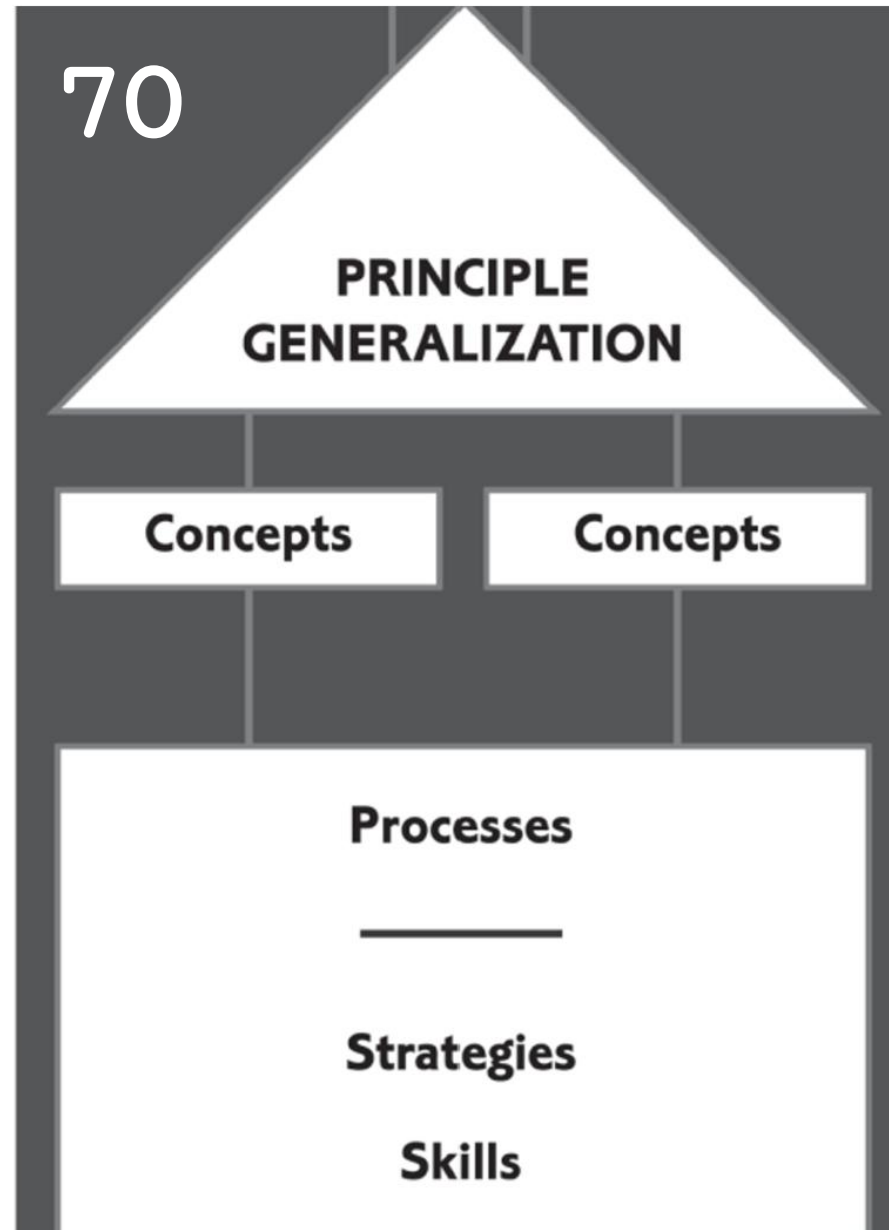 70
PRINCIPLE
GENERALIZATION
Concepts Concepts
Processes
Strategies
Skills